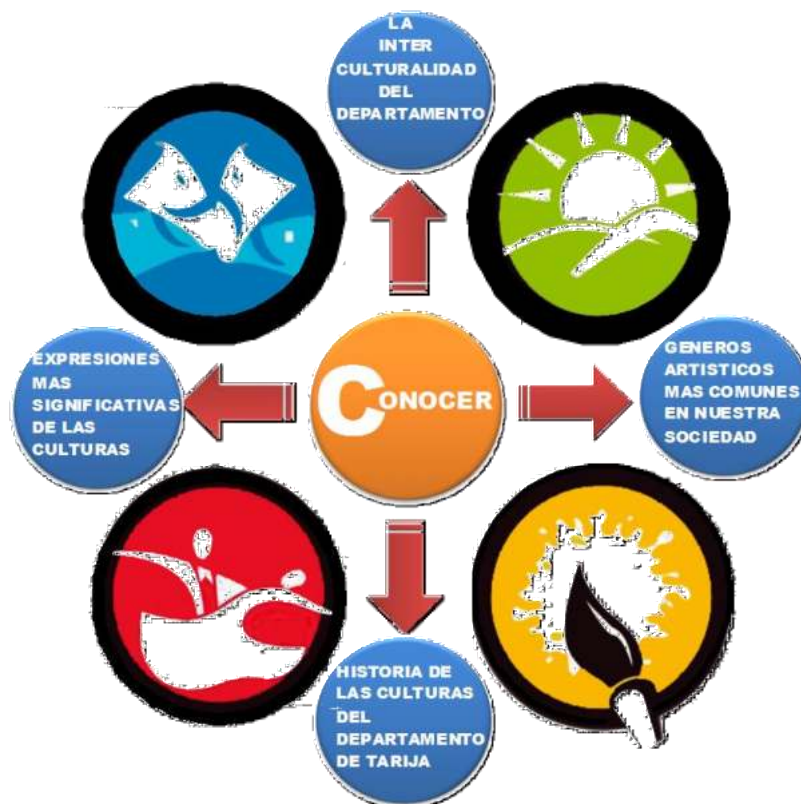 LA
INTER
CULTURALIDAD
DEL
DEPARTAMENTO
EXPRESIONES
MAS
SIGNIFICATIVAS
DE LAS
CULTURAS
CONOCER
GENEROS
ARTISTICOS
MAS COMUNES
EN NUESTRA
SOCIEDAD
HISTORIA DE
LAS CULTURAS
DEL
DEPARTAMENTO
DE TARIJA